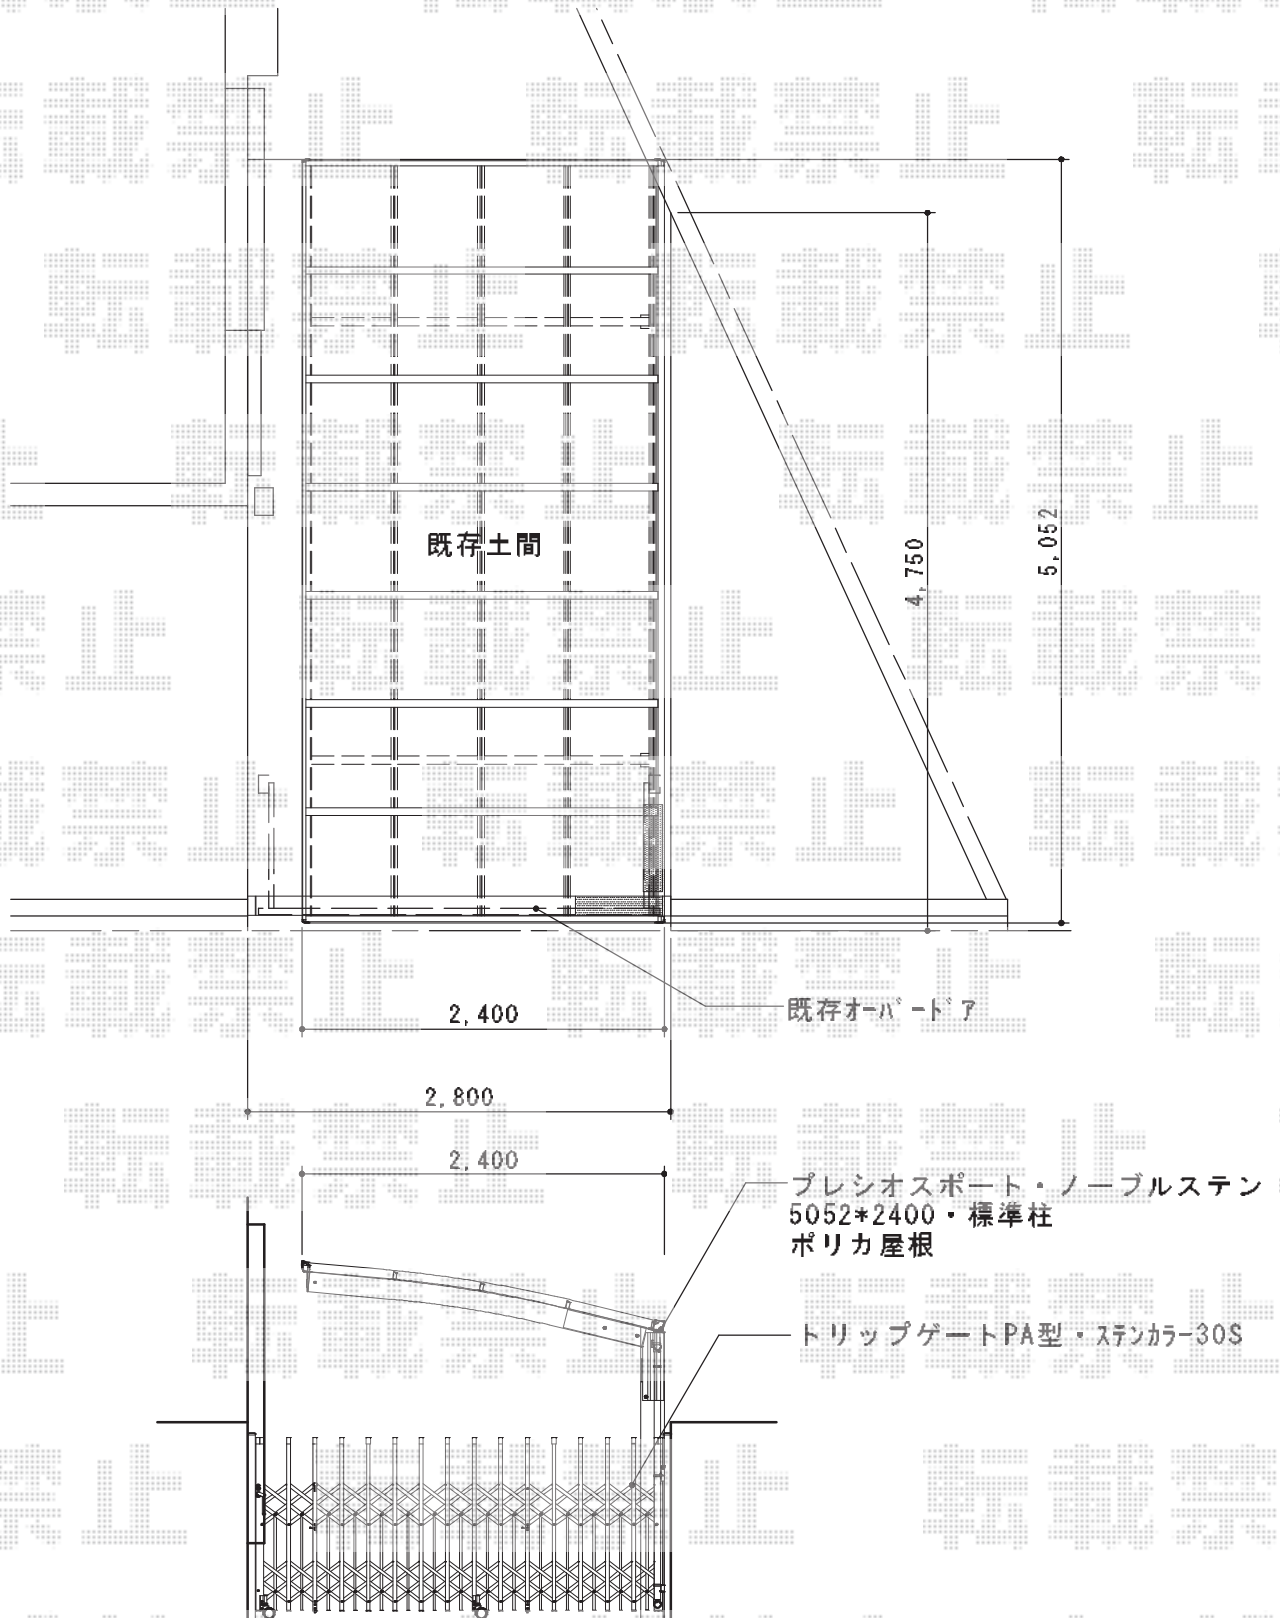 既存土間
4,750
5,052
2,400
既存オーバードア
2,800
2,400
プレシオスポート・ノーブルステン
5052*2400・標準柱
ポリカ屋根
トリップゲートPA型・ステンカラー30S
転載禁止